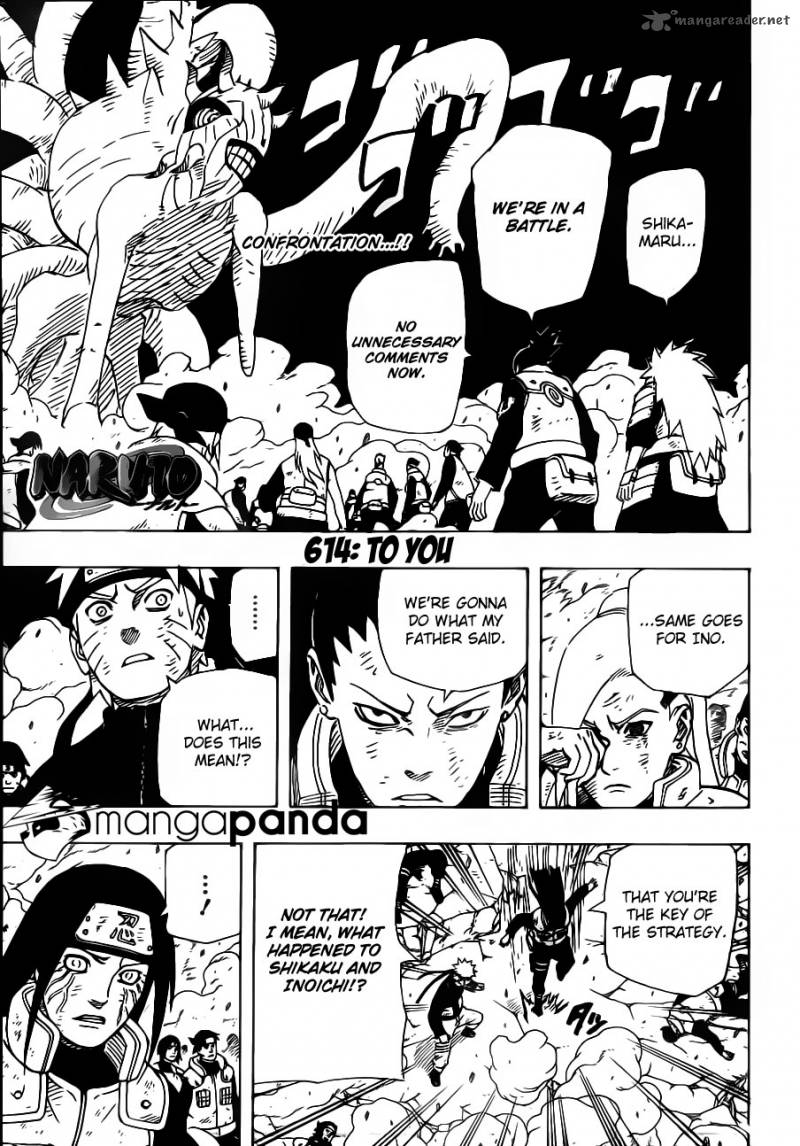 mangareader.net
SHIKA-
MARU...
WE'RE IN A
BATTLE.
NO
UNNECESSARY
COMMENTS
NOW.
CONFRONTATION...!!
ゴゴゴゴ
NARUTO
614: TO YOU
...SAME GOES
FOR INO.
WE'RE GONNA
DO WHAT MY
FATHER SAID.
......
WHAT...
DOES THIS
MEAN!?
mangapanda
THAT YOU'RE
THE KEY OF
THE STRATEGY.
NOT THAT!
I MEAN, WHAT
HAPPENED TO
SHIKAKU AND
INOICHI!?
...!
忍